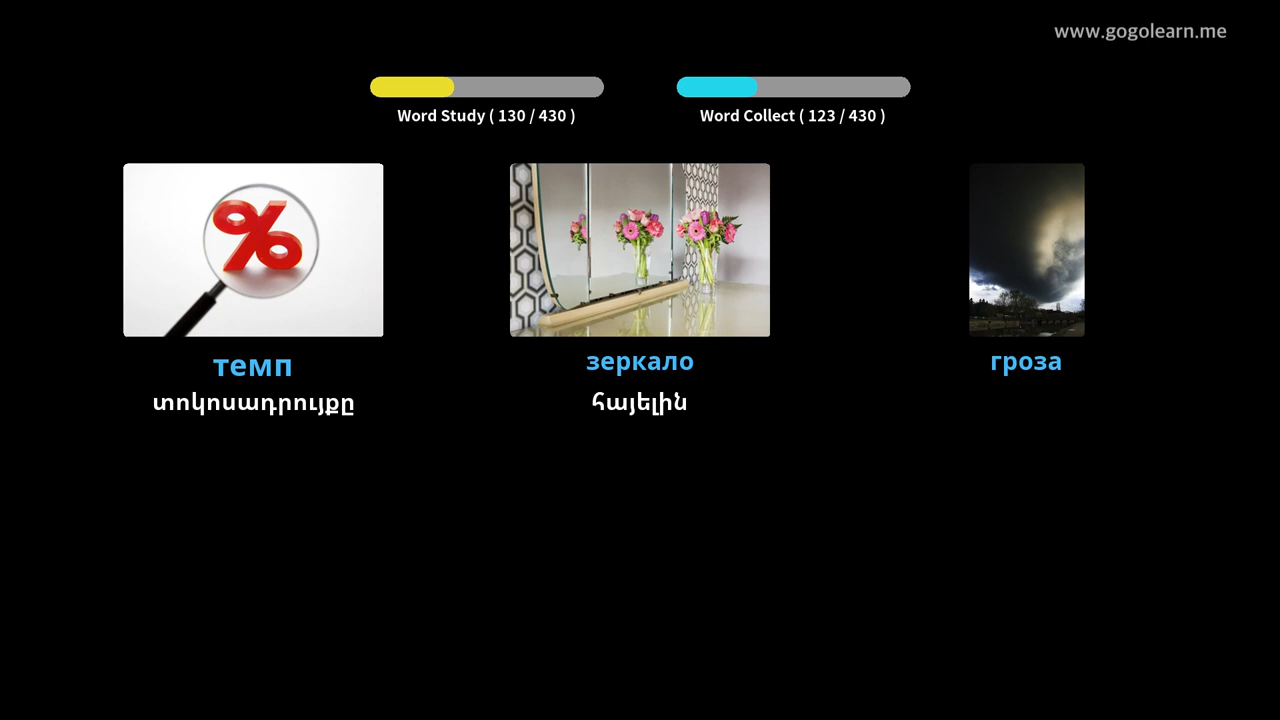 www.gogolearn.me
Word Study ( 130 / 430 )
Word Collect ( 123 / 430 )
%
темп
зеркало
гроза
տոկոսադրույքը
հայելին